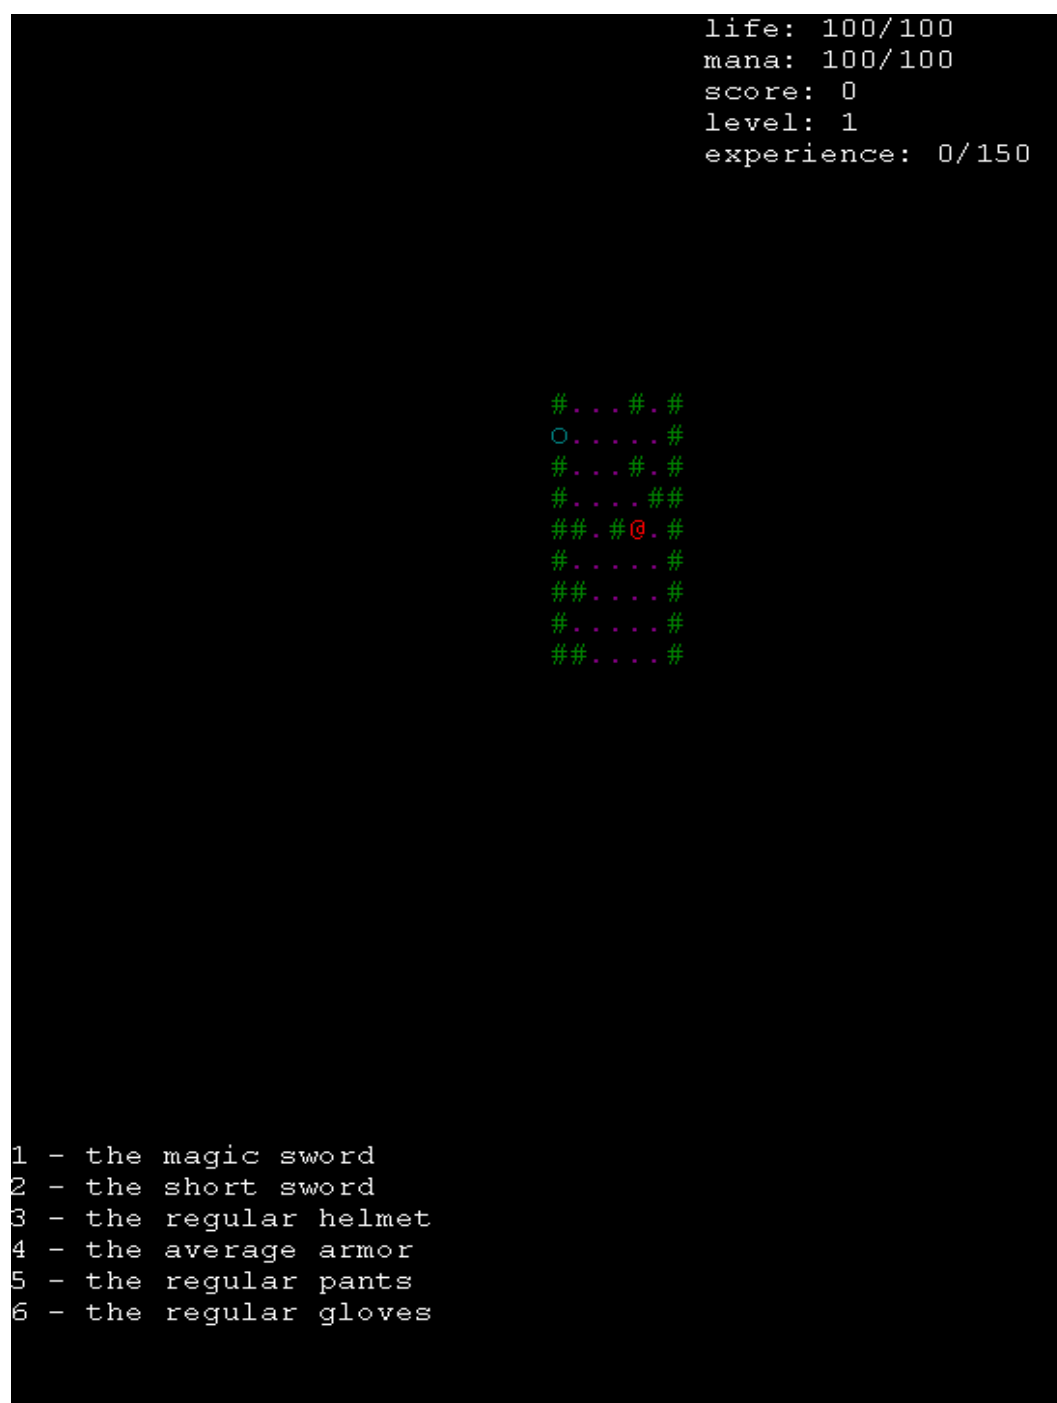 life: 100/100
mana: 100/100
score: 0
level: 1
experience: 0/150
#...#.#
O.....#
#...#.#
#....##
##.#@.#
#.....#
##....#
#.....#
##....#
1 - the magic sword
2 - the short sword
3 - the regular helmet
4 - the average armor
5 - the regular pants
6 - the regular gloves